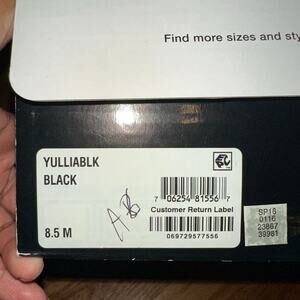 Find more sizes and sty
YULLIABLK
BLACK
8.5 M
7 06254 81556 7
Customer Return Label
069729577556
SP16
0116
23867
39981